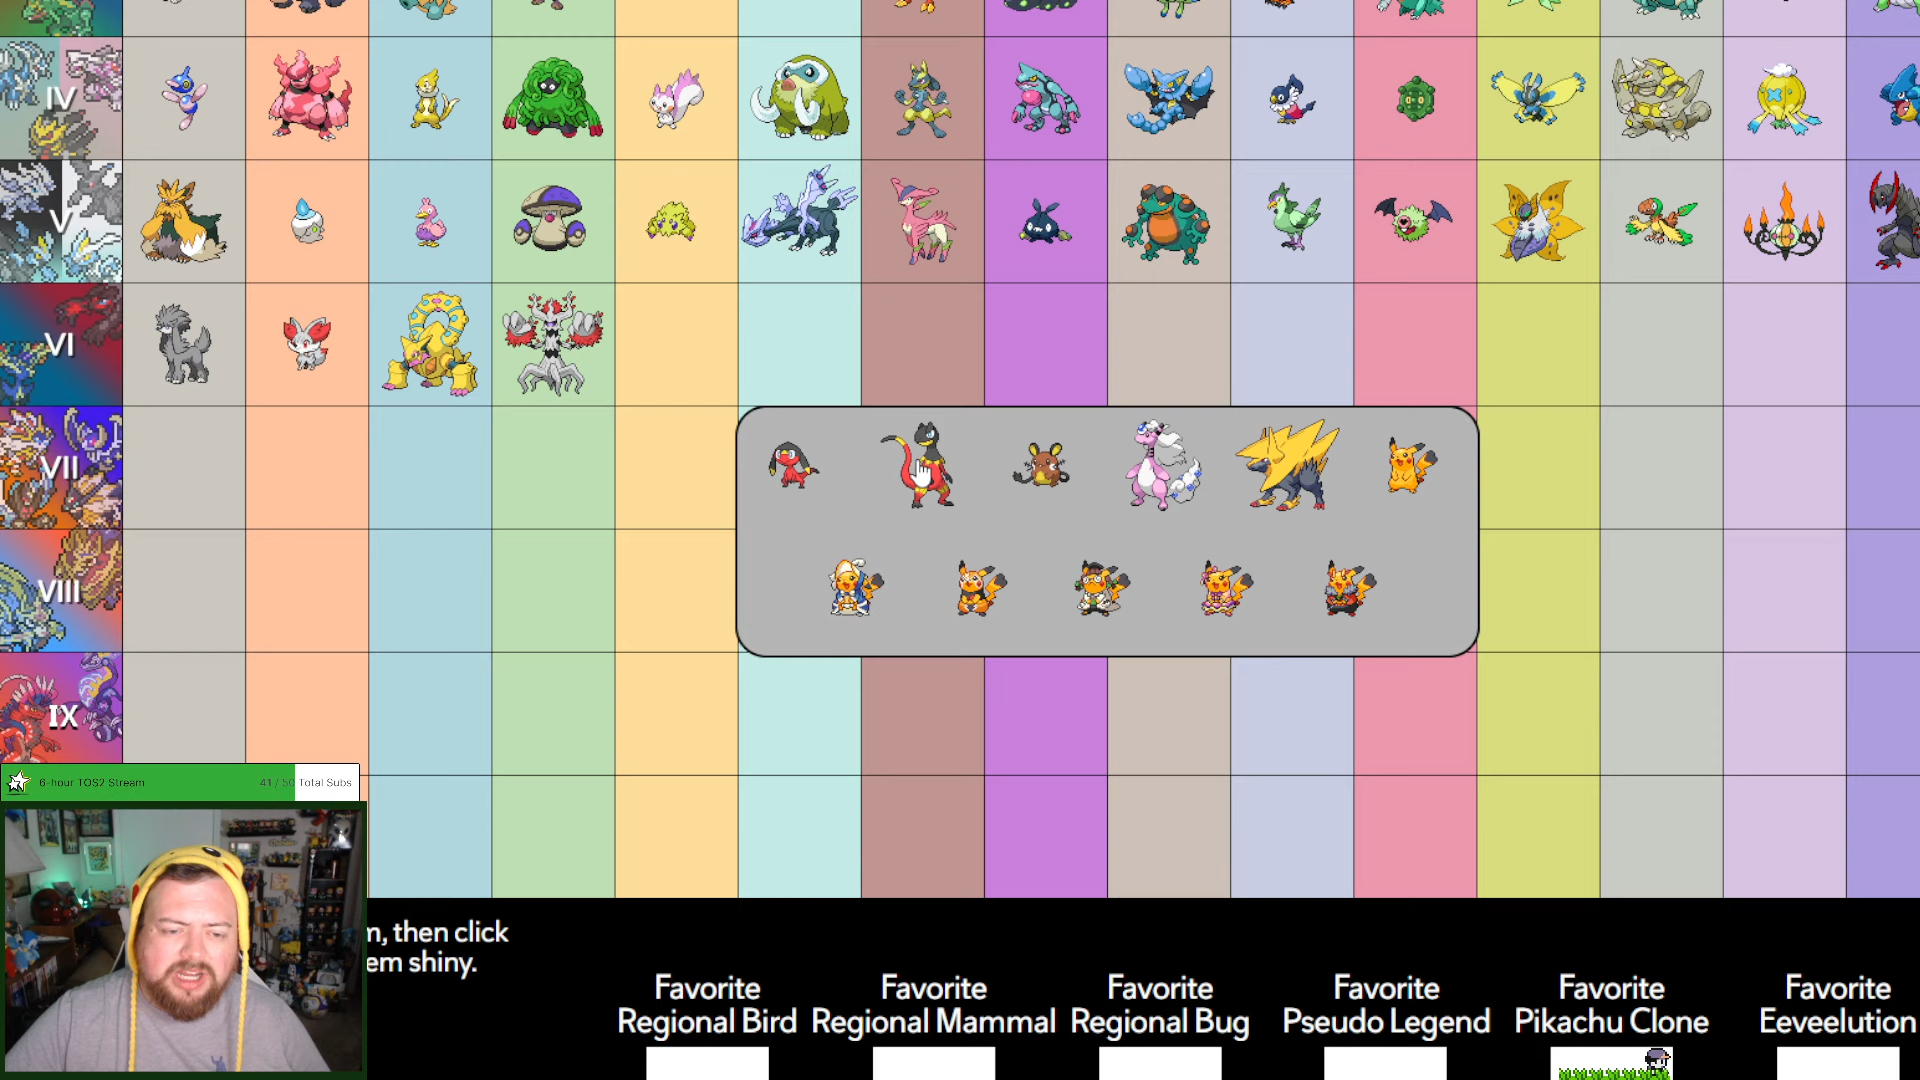 IV
V
VI
VII
VIII
IX
6-hour TOS2 Stream 41 / 50 Total Subs
m, then click
em shiny.
Favorite
Regional Bird
Favorite
Regional Mammal
Favorite
Regional Bug
Favorite
Pseudo Legend
Favorite
Pikachu Clone
Favorite
Eeveelution